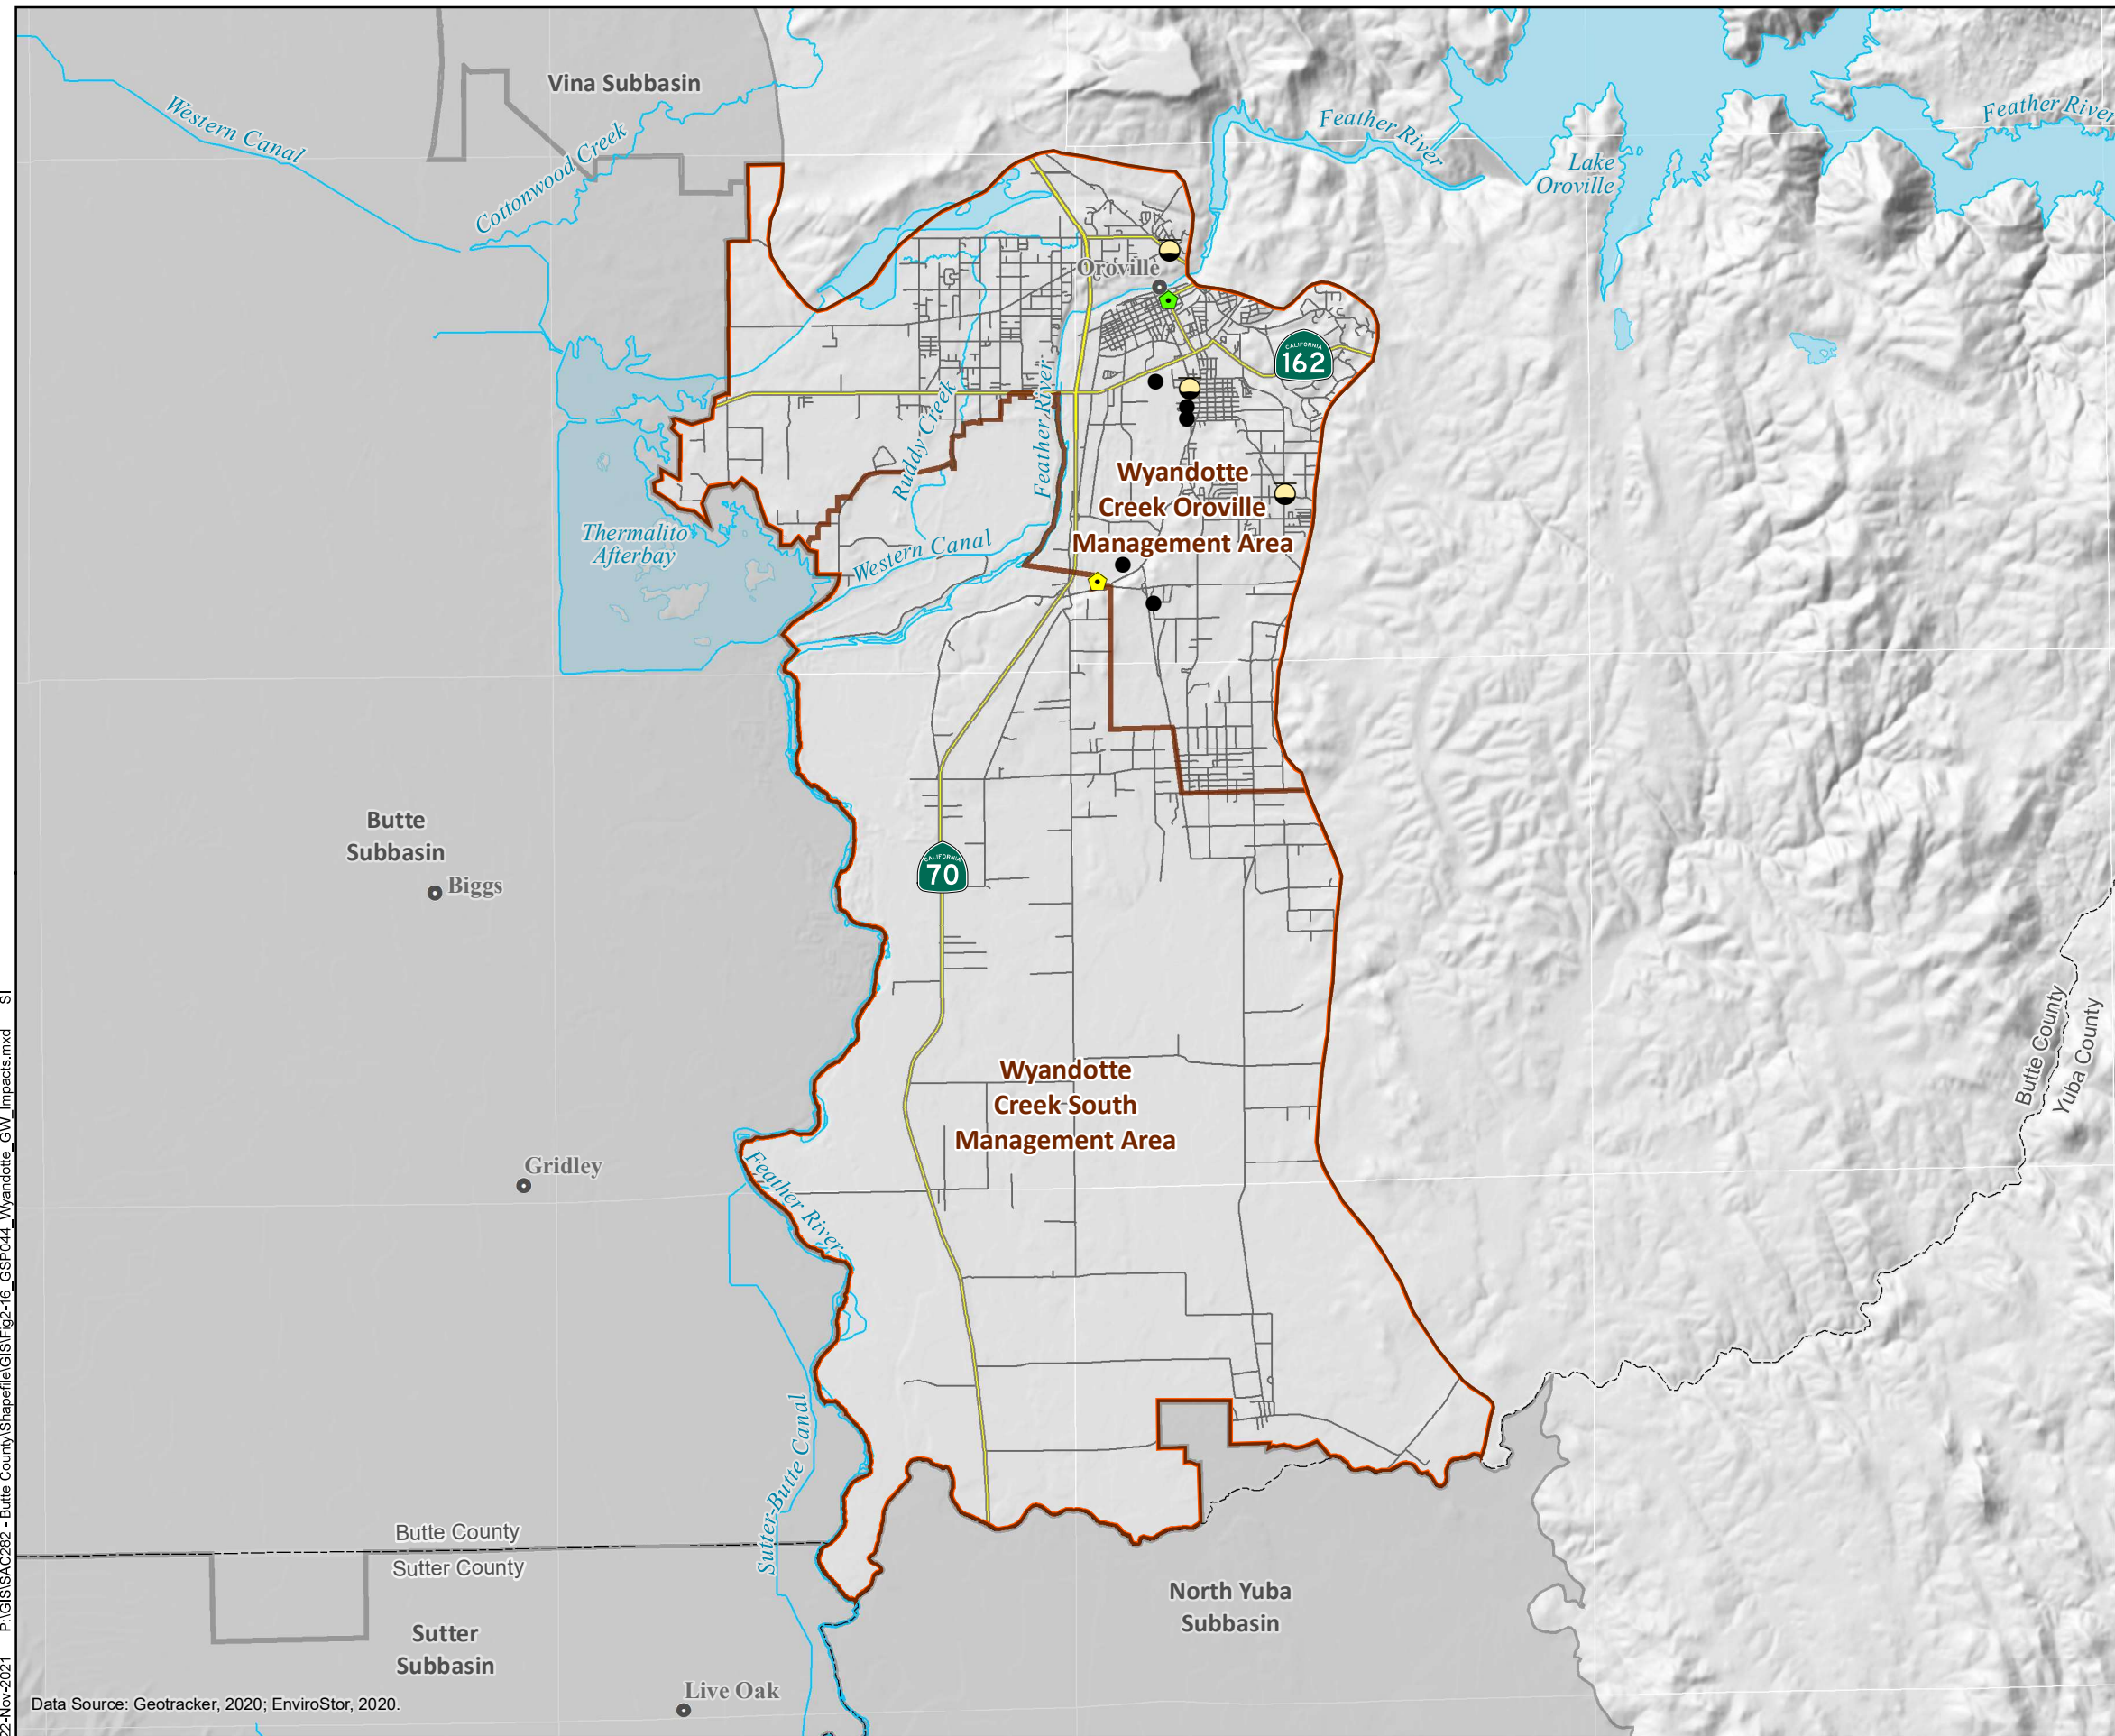 Vina Subbasin
Western Canal
Cottonwood Creek
Feather River
Feather River
Lake
Oroville
Oroville
CALIFORNIA
162
Ruddy Creek
Feather River
Wyandotte
Creek Oroville
Management Area
Thermalito
Afterbay
Western Canal
Butte
Subbasin
Biggs
CALIFORNIA
70
Butte County
Yuba County
Wyandotte
Creek South
Management Area
Gridley
Feather River
Sutter-Butte Canal
Butte County
Sutter County
Sutter
Subbasin
North Yuba
Subbasin
Live Oak
Data Source: Geotracker, 2020; EnviroStor, 2020.
22-Nov-2021 P:\GIS\SAC282 - Butte County\Shapefile\GIS\Fig2-16_GSP044_Wyandotte_GW_Impacts.mxd SI